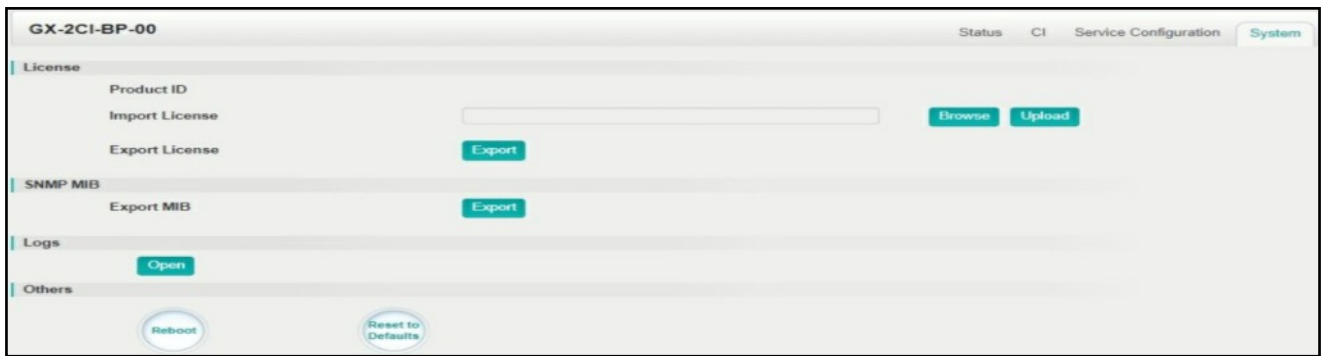 GX-2CI-BP-00 Status CI Service Configuration System
License
Product ID
Import License Browse Upload
Export License Export
SNMP MIB
Export MIB Export
Logs
Open
Others
Reboot Reset to Defaults